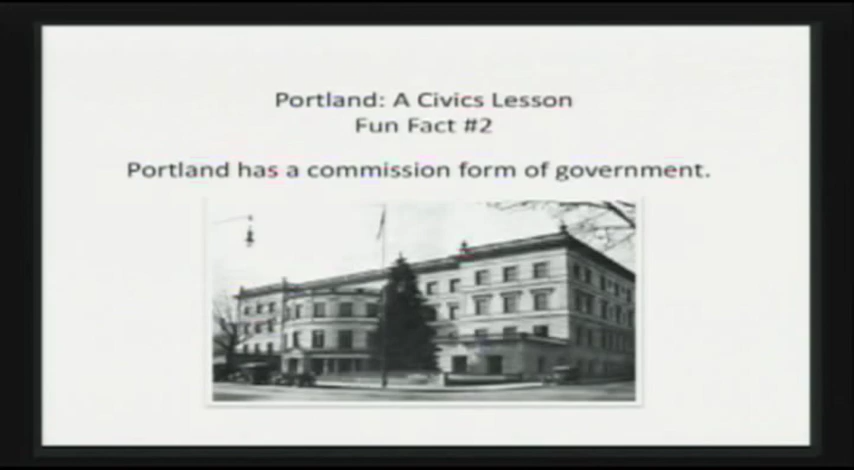 Portland: A Civics Lesson
Fun Fact #2
Portland has a commission form of government.